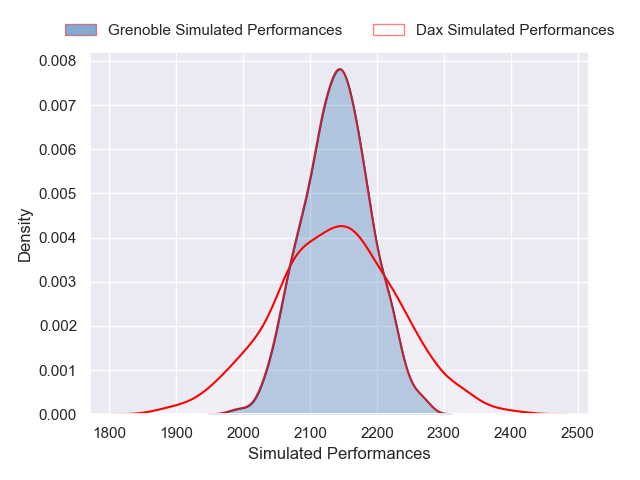 Grenoble Simulated Performances Dax Simulated Performances
0.008
0.007
0.006
0.005
0.004
0.003
0.002
0.001
0.000
Density
1800 1900 2000 2100 2200 2300 2400 2500
Simulated Performances